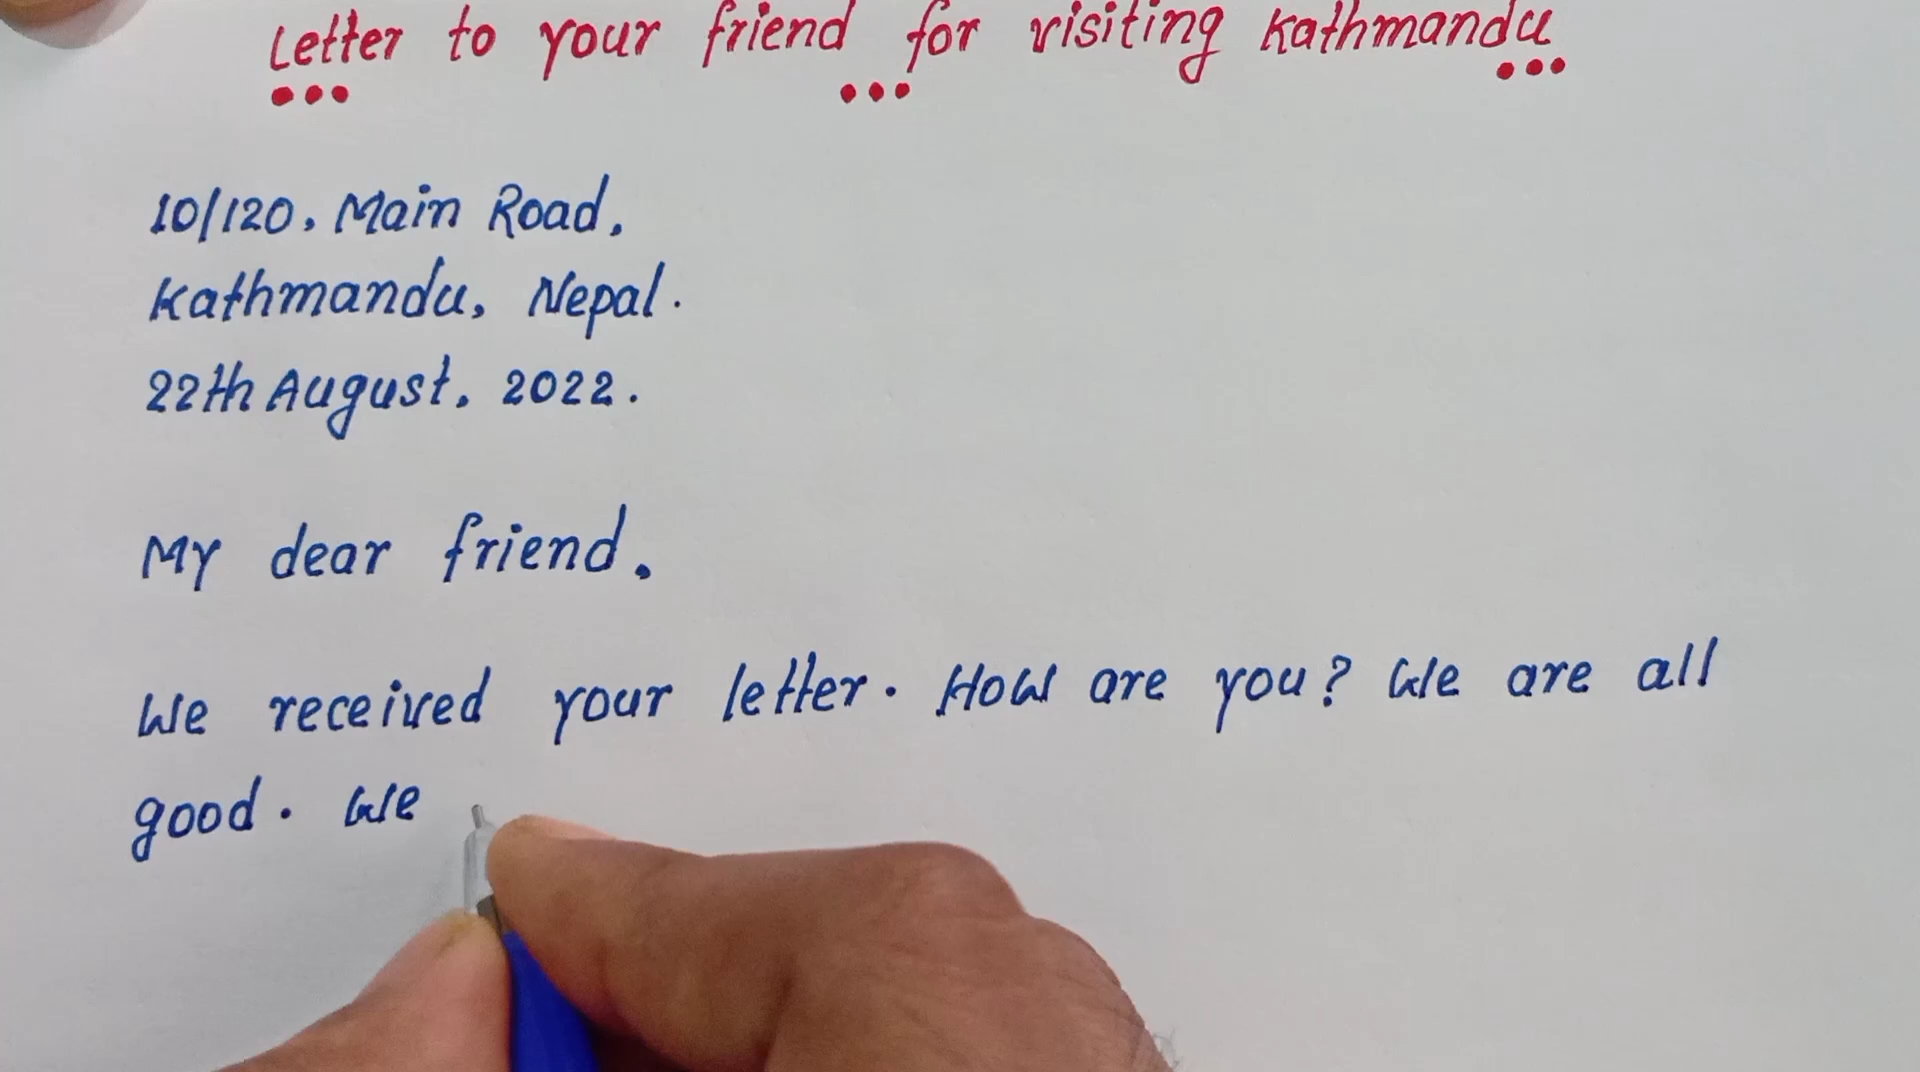 Letter to your friend for visiting Kathmandu
10/120, Main Road,
Kathmandu, Nepal.
22th August, 2022.
My dear friend,
We received your letter. How are you? We are all
good. We